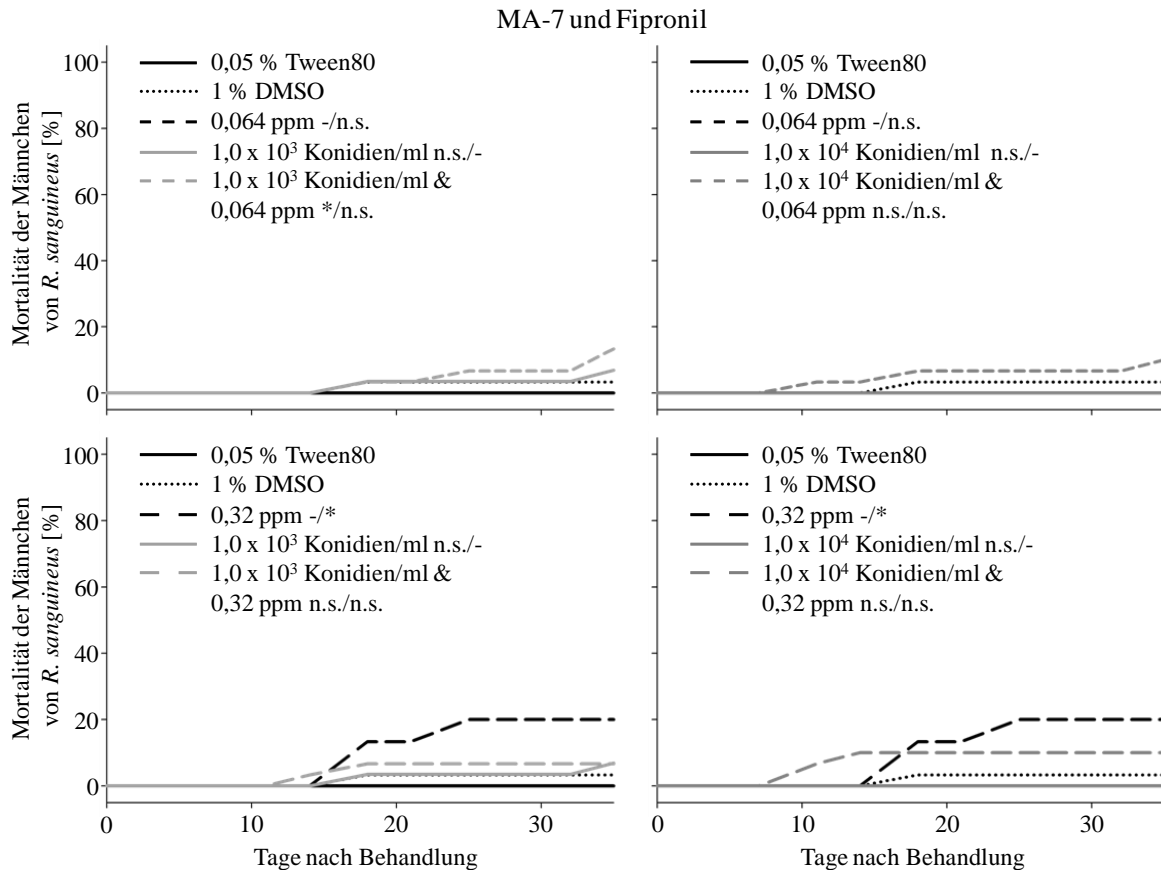 MA-7 und Fipronil
Mortalität der Männchen
von R. sanguineus [%]
100
80
60
40
20
0
0,05 % Tween80
1 % DMSO
0,064 ppm -/n.s.
1,0 x 10³ Konidien/ml n.s./-
1,0 x 10³ Konidien/ml &
0,064 ppm */n.s.
0,05 % Tween80
1 % DMSO
0,064 ppm -/n.s.
1,0 x 10⁴ Konidien/ml n.s./-
1,0 x 10⁴ Konidien/ml &
0,064 ppm n.s./n.s.
Mortalität der Männchen
von R. sanguineus [%]
100
80
60
40
20
0
0,05 % Tween80
1 % DMSO
0,32 ppm -/*
1,0 x 10³ Konidien/ml n.s./-
1,0 x 10³ Konidien/ml &
0,32 ppm n.s./n.s.
0 10 20 30
Tage nach Behandlung
0,05 % Tween80
1 % DMSO
0,32 ppm -/*
1,0 x 10⁴ Konidien/ml n.s./-
1,0 x 10⁴ Konidien/ml &
0,32 ppm n.s./n.s.
0 10 20 30
Tage nach Behandlung